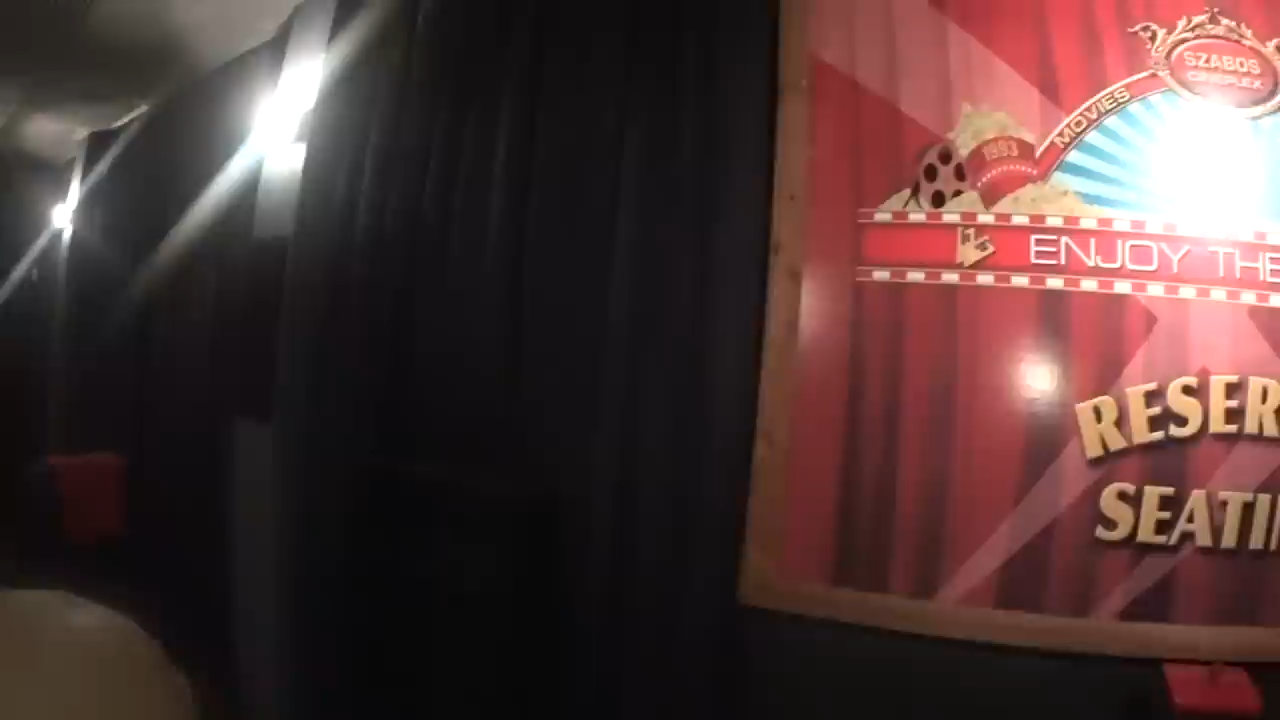 SZABOS
CINEPLEX
MOVIES
1993
ENJOY THE
RESER
SEATI